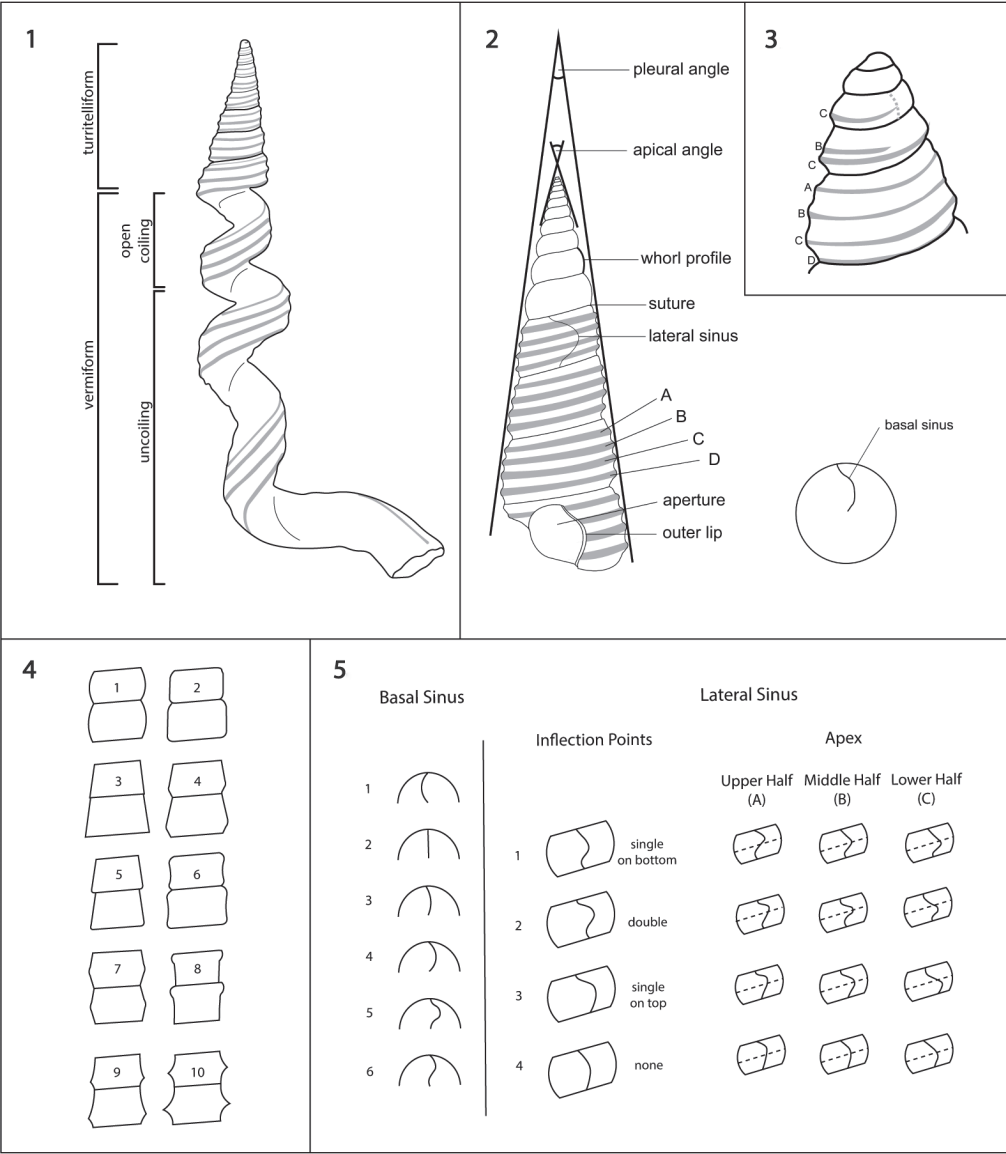 1
turritelliform
open
coiling
vermiform
uncoiling
2
pleural angle
apical angle
whorl profile
suture
lateral sinus
A
B
C
D
aperture
outer lip
basal sinus
3
C
B
C
A
B
C
D
4
1 2
3 4
5 6
7 8
9 10
5
Basal Sinus
1
2
3
4
5
6
Lateral Sinus
Inflection Points
1 single
on bottom
2 double
3 single
on top
4 none
Apex
Upper Half Middle Half Lower Half
(A) (B) (C)